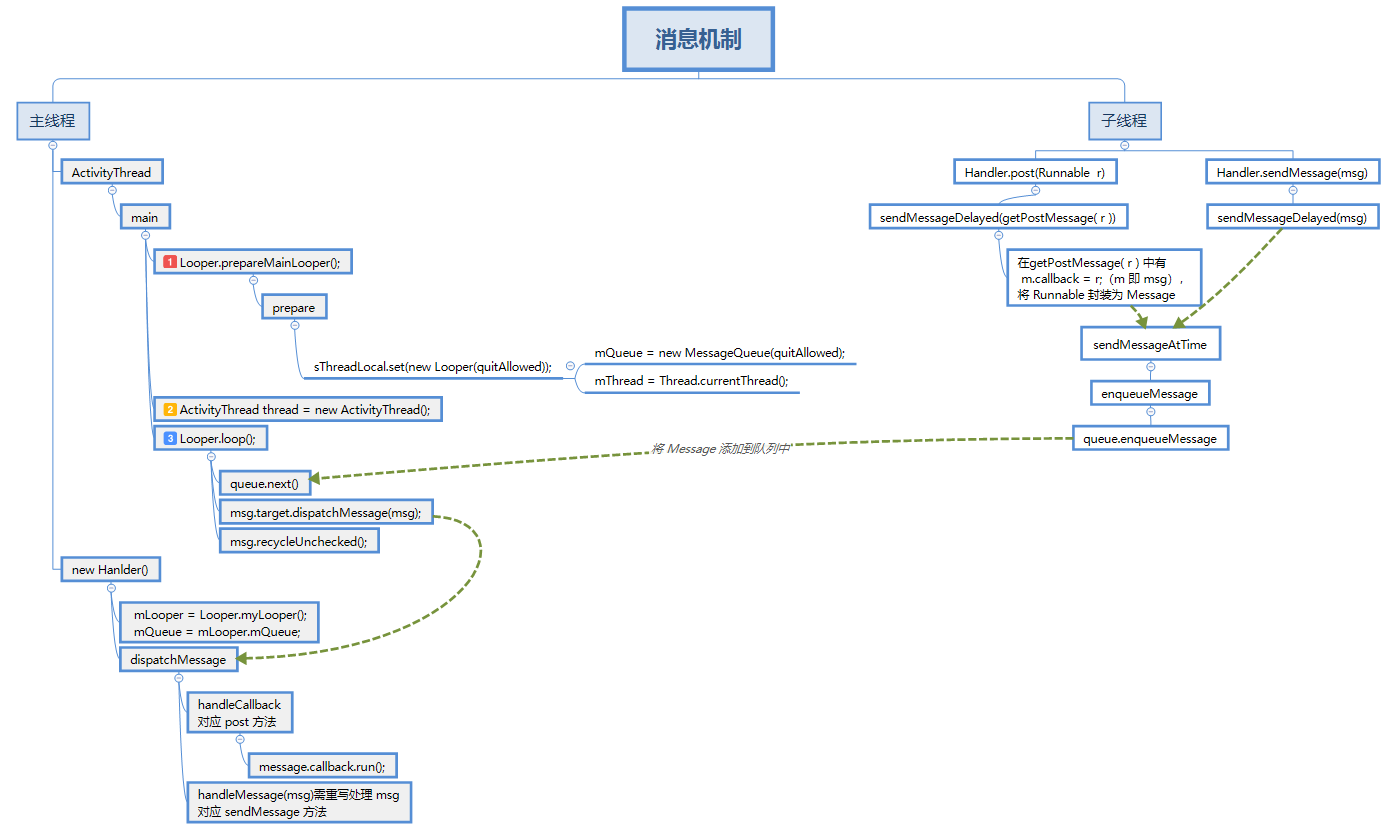 消息机制
主线程
ActivityThread
main
1 Looper.prepareMainLooper();
prepare
sThreadLocal.set(new Looper(quitAllowed));
mQueue = new MessageQueue(quitAllowed);
mThread = Thread.currentThread();
2 ActivityThread thread = new ActivityThread();
3 Looper.loop();
queue.next()
msg.target.dispatchMessage(msg);
msg.recycleUnchecked();
new Hanlder()
mLooper = Looper.myLooper();
mQueue = mLooper.mQueue;
dispatchMessage
handleCallback
对应 post 方法
message.callback.run();
handleMessage(msg)需重写处理 msg
对应 sendMessage 方法
子线程
Handler.post(Runnable  r)
sendMessageDelayed(getPostMessage( r ))
在getPostMessage( r ) 中有
m.callback = r;（m 即 msg），
将 Runnable 封装为 Message
Handler.sendMessage(msg)
sendMessageDelayed(msg)
sendMessageAtTime
enqueueMessage
queue.enqueueMessage
将 Message 添加到队列中